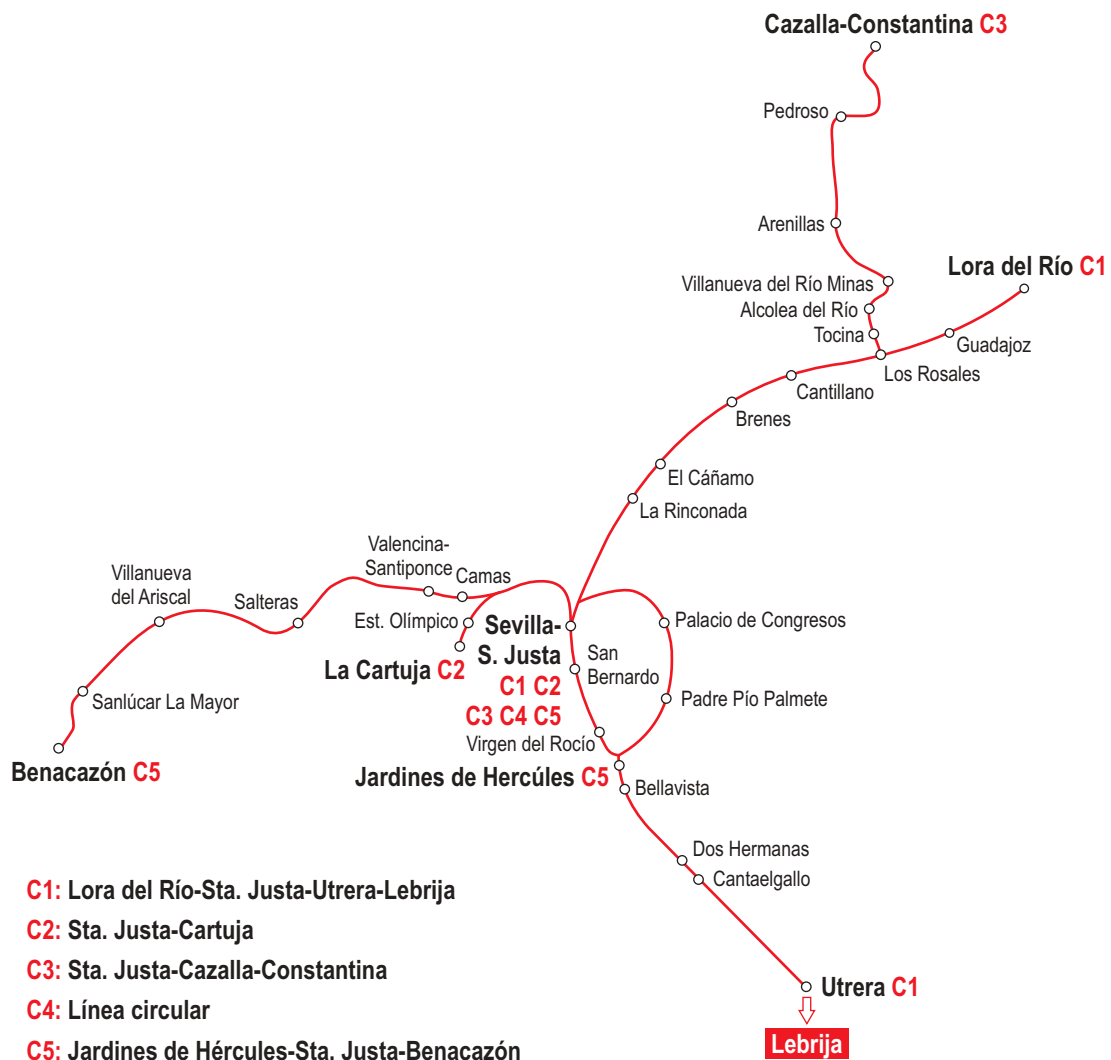 Cazalla-Constantina C3
Pedroso
Arenillas
Lora del Río C1
Villanueva del Río Minas
Alcolea del Río
Tocina
Guadajoz
Los Rosales
Cantillano
Brenes
El Cáñamo
La Rinconada
Valencina-
Santiponce
Camas
Villanueva
del Ariscal
Salteras
Est. Olímpico
La Cartuja C2
Sevilla-
S. Justa
C1 C2
C3 C4 C5
San
Bernardo
Palacio de Congresos
Padre Pío Palmete
Sanlúcar La Mayor
Benacazón C5
Virgen del Rocío
Jardines de Hercúles C5
Bellavista
Dos Hermanas
Cantaelgallo
Utrera C1
Lebrija
C1: Lora del Río-Sta. Justa-Utrera-Lebrija
C2: Sta. Justa-Cartuja
C3: Sta. Justa-Cazalla-Constantina
C4: Línea circular
C5: Jardines de Hércules-Sta. Justa-Benacazón